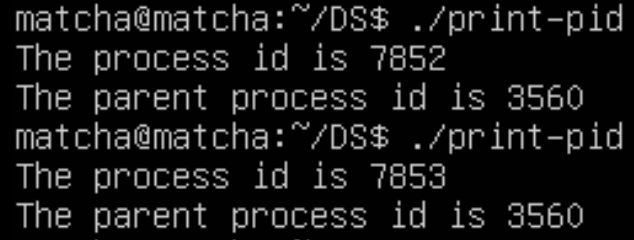 matcha@matcha:~/DS$ ./print-pid
The process id is 7852
The parent process id is 3560
matcha@matcha:~/DS$ ./print-pid
The process id is 7853
The parent process id is 3560